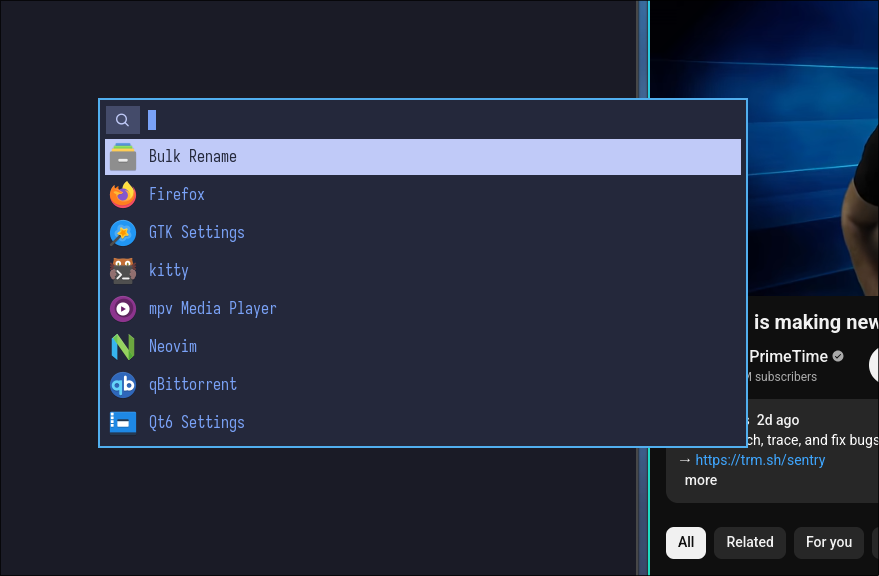 Bulk Rename
Firefox
GTK Settings
kitty
mpv Media Player
Neovim
qb qBittorrent
Qt6 Settings
is making new
PrimeTime
subscribers
2d ago
trace, and fix bugs
→ https://trm.sh/sentry
more
All Related For you